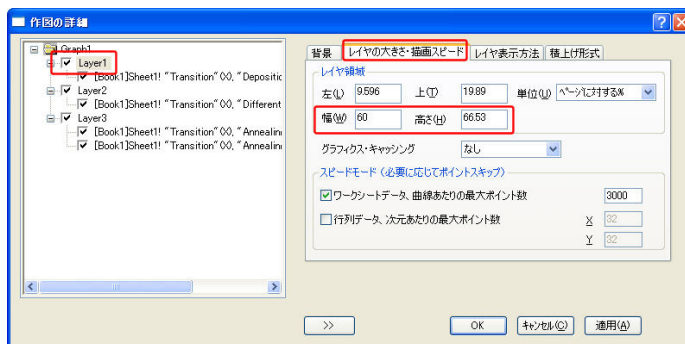 作図の詳細
Graph1
Layer1
[Book1]Sheet1! "Transition" (X), "Depositic
Layer2
[Book1]Sheet1! "Transition" (X), "Different
Layer3
[Book1]Sheet1! "Transition" (X), "Annealin
[Book1]Sheet1! "Transition" (X), "Annealin
背景 レイヤの大きさ・描画スピード レイヤ表示方法 積上げ形式
レイヤ領域
左(L) 9.596 上(T) 19.89 単位(U) ページに対する%
幅(W) 60 高さ(H) 66.53
グラフィクス・キャッシング なし
スピードモード (必要に応じてポイントスキップ)
ワークシートデータ、曲線あたりの最大ポイント数 3000
行列データ、次元あたりの最大ポイント数 X 32
Y 32
>> OK キャンセル(C) 適用(A)